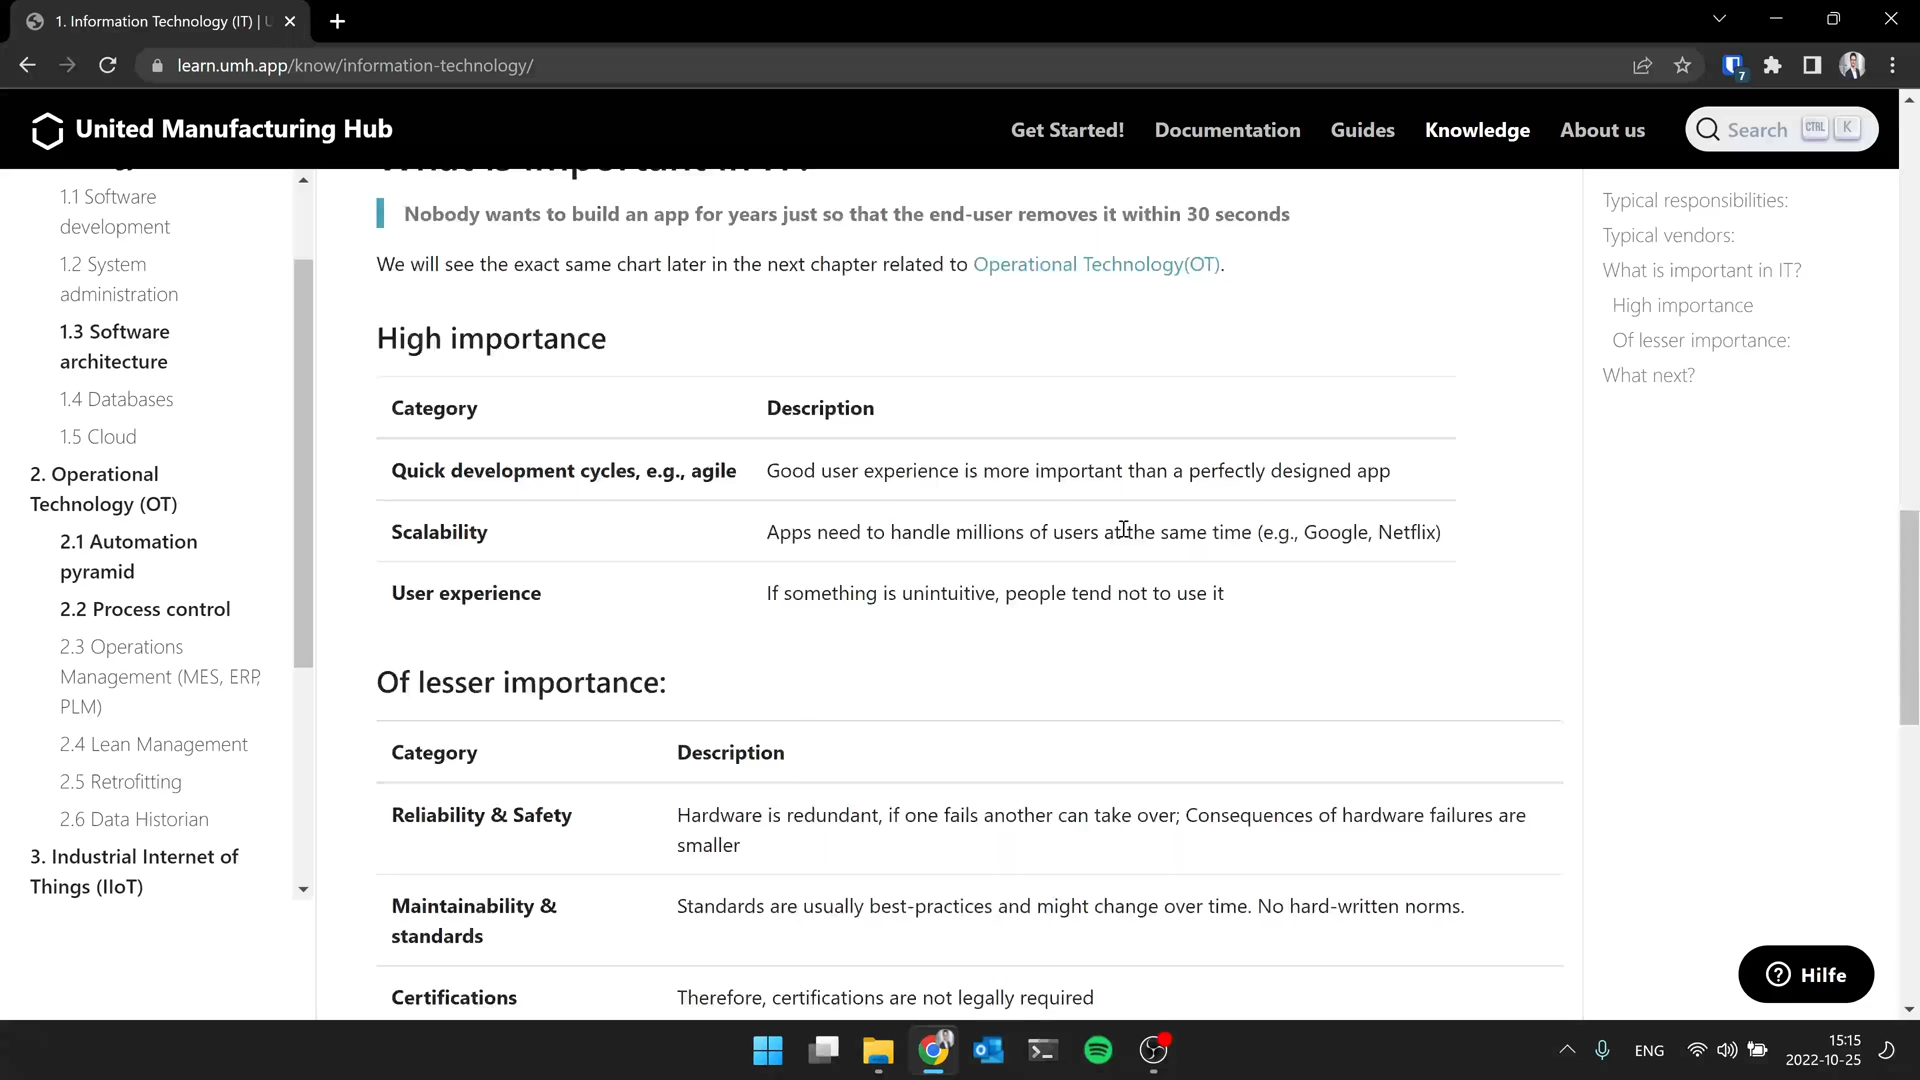 1. Information Technology (IT) | U
learn.umh.app/know/information-technology/
7
United Manufacturing Hub
Get Started!
Documentation
Guides
Knowledge
About us
Search
CTRL
K
1.1 Software
development
1.2 System
administration
1.3 Software
architecture
1.4 Databases
1.5 Cloud
2. Operational
Technology (OT)
2.1 Automation
pyramid
2.2 Process control
2.3 Operations
Management (MES, ERP,
PLM)
2.4 Lean Management
2.5 Retrofitting
2.6 Data Historian
3. Industrial Internet of
Things (IIoT)
What is important in IT?
Nobody wants to build an app for years just so that the end-user removes it within 30 seconds
We will see the exact same chart later in the next chapter related to Operational Technology(OT).
High importance
Category Description
Quick development cycles, e.g., agile Good user experience is more important than a perfectly designed app
Scalability Apps need to handle millions of users at the same time (e.g., Google, Netflix)
User experience If something is unintuitive, people tend not to use it
Of lesser importance:
Category Description
Reliability & Safety Hardware is redundant, if one fails another can take over; Consequences of hardware failures are
smaller
Maintainability & Standards are usually best-practices and might change over time. No hard-written norms.
standards
Certifications Therefore, certifications are not legally required
Typical responsibilities:
Typical vendors:
What is important in IT?
High importance
Of lesser importance:
What next?
Hilfe
ENG
15:15
2022-10-25